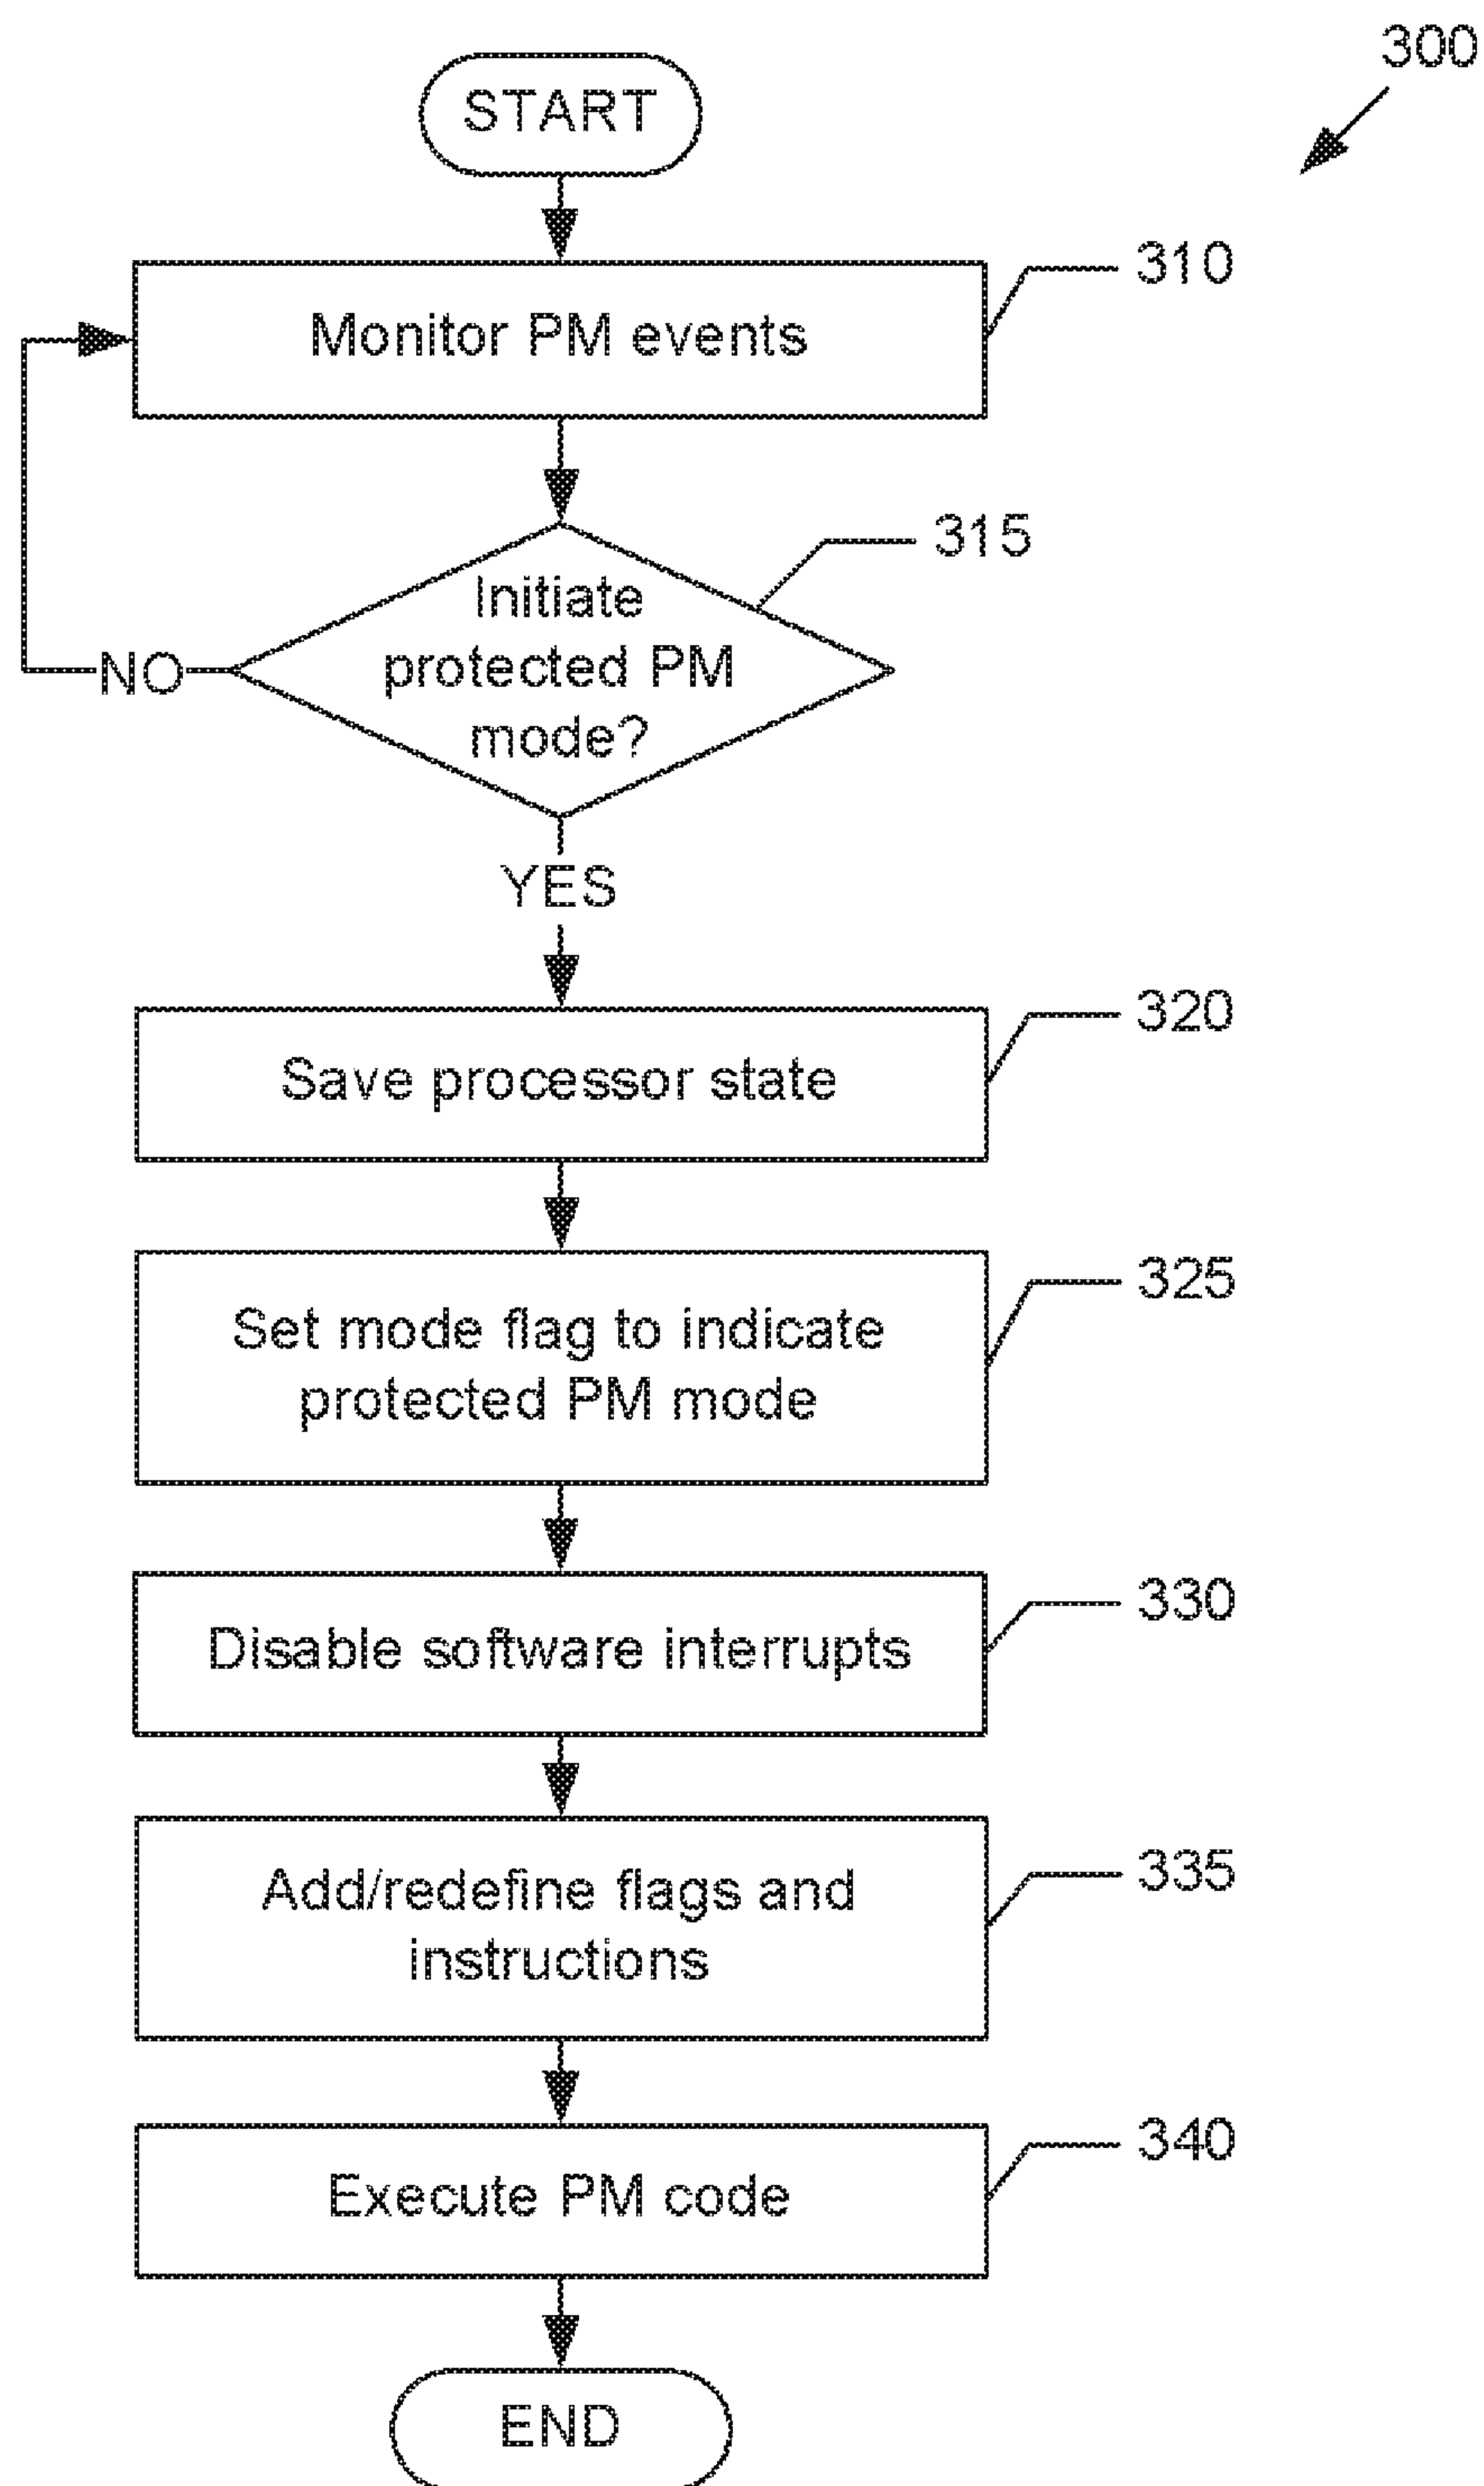 300
START
310
Monitor PM events
315
Initiate
protected PM
mode?
NO
YES
320
Save processor state
325
Set mode flag to indicate
protected PM mode
330
Disable software interrupts
335
Add/redefine flags and
instructions
340
Execute PM code
END